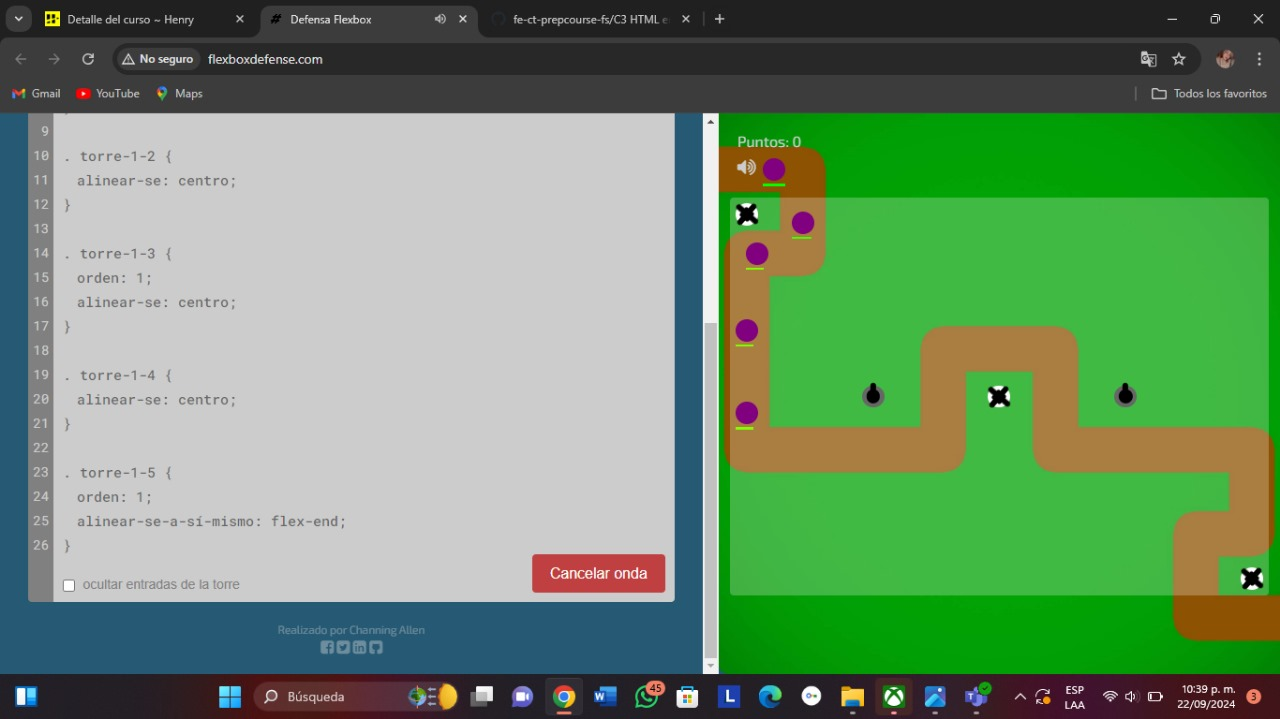 Detalle del curso ~ Henry
Defensa Flexbox
fe-ct-prepcourse-fs/C3 HTML e
No seguro
flexboxdefense.com
Gmail
YouTube
Maps
Todos los favoritos
9
10 . torre-1-2 {
11 alinear-se: centro;
12 }
13
14 . torre-1-3 {
15 orden: 1;
16 alinear-se: centro;
17 }
18
19 . torre-1-4 {
20 alinear-se: centro;
21 }
22
23 . torre-1-5 {
24 orden: 1;
25 alinear-se-a-sí-mismo: flex-end;
26 }
ocultar entradas de la torre
Cancelar onda
Realizado por Channing Allen
Puntos: 0
Búsqueda
45
ESP
LAA
10:39 p. m.
22/09/2024
3